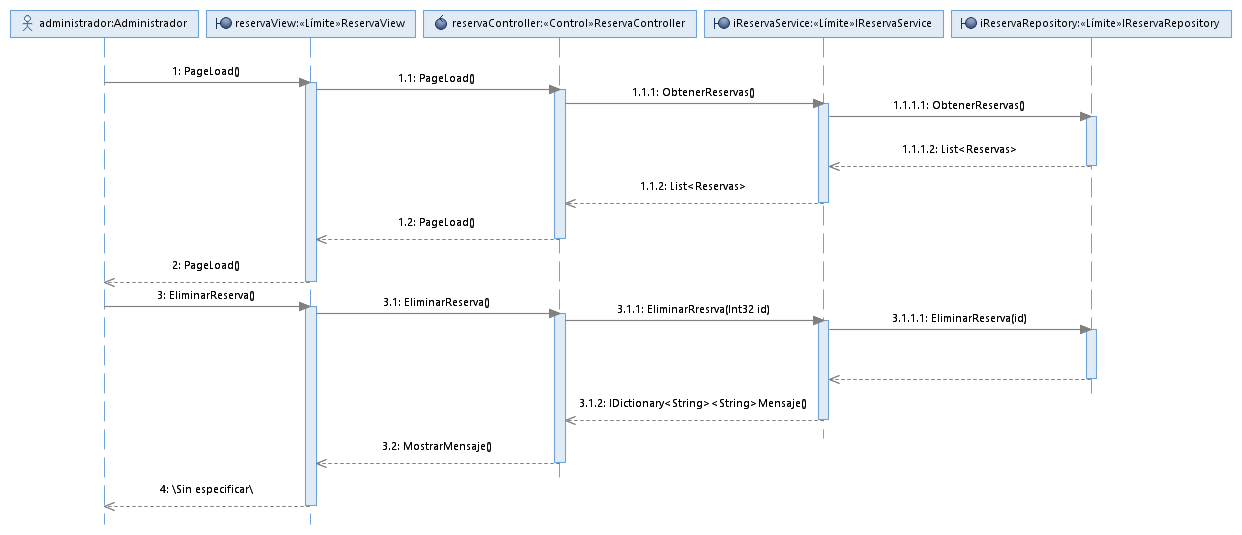 administrador:Administrador
reservaView:«Límite»ReservaView
reservaController:«Control»ReservaController
iReservaService:«Límite»IReservaService
iReservaRepository:«Límite»IReservaRepository
1: PageLoad()
1.1: PageLoad()
1.1.1: ObtenerReservas()
1.1.1.1: ObtenerReservas()
1.1.1.2: List<Reservas>
1.1.2: List<Reservas>
1.2: PageLoad()
2: PageLoad()
3: EliminarReserva()
3.1: EliminarReserva()
3.1.1: EliminarRresrva(Int32 id)
3.1.1.1: EliminarReserva(id)
3.1.2: IDictionary<String><String>Mensaje()
3.2: MostrarMensaje()
4: \Sin especificar\